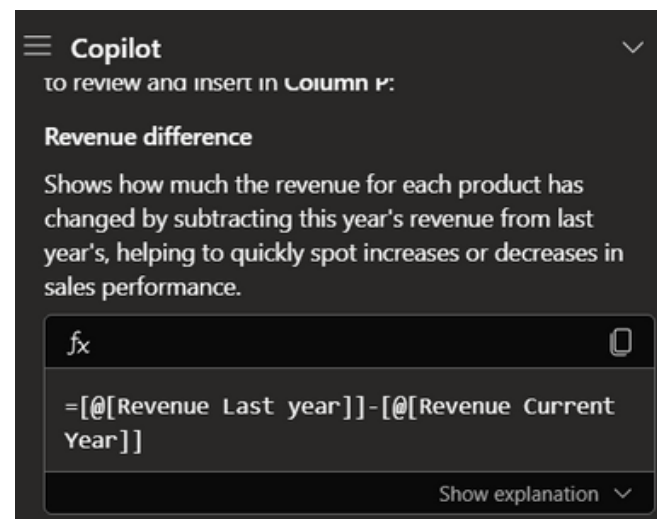 Copilot
to review and insert in Column P:
Revenue difference
Shows how much the revenue for each product has
changed by subtracting this year's revenue from last
year's, helping to quickly spot increases or decreases in
sales performance.
fx
=[@[Revenue Last year]]-[@[Revenue Current
Year]]
Show explanation